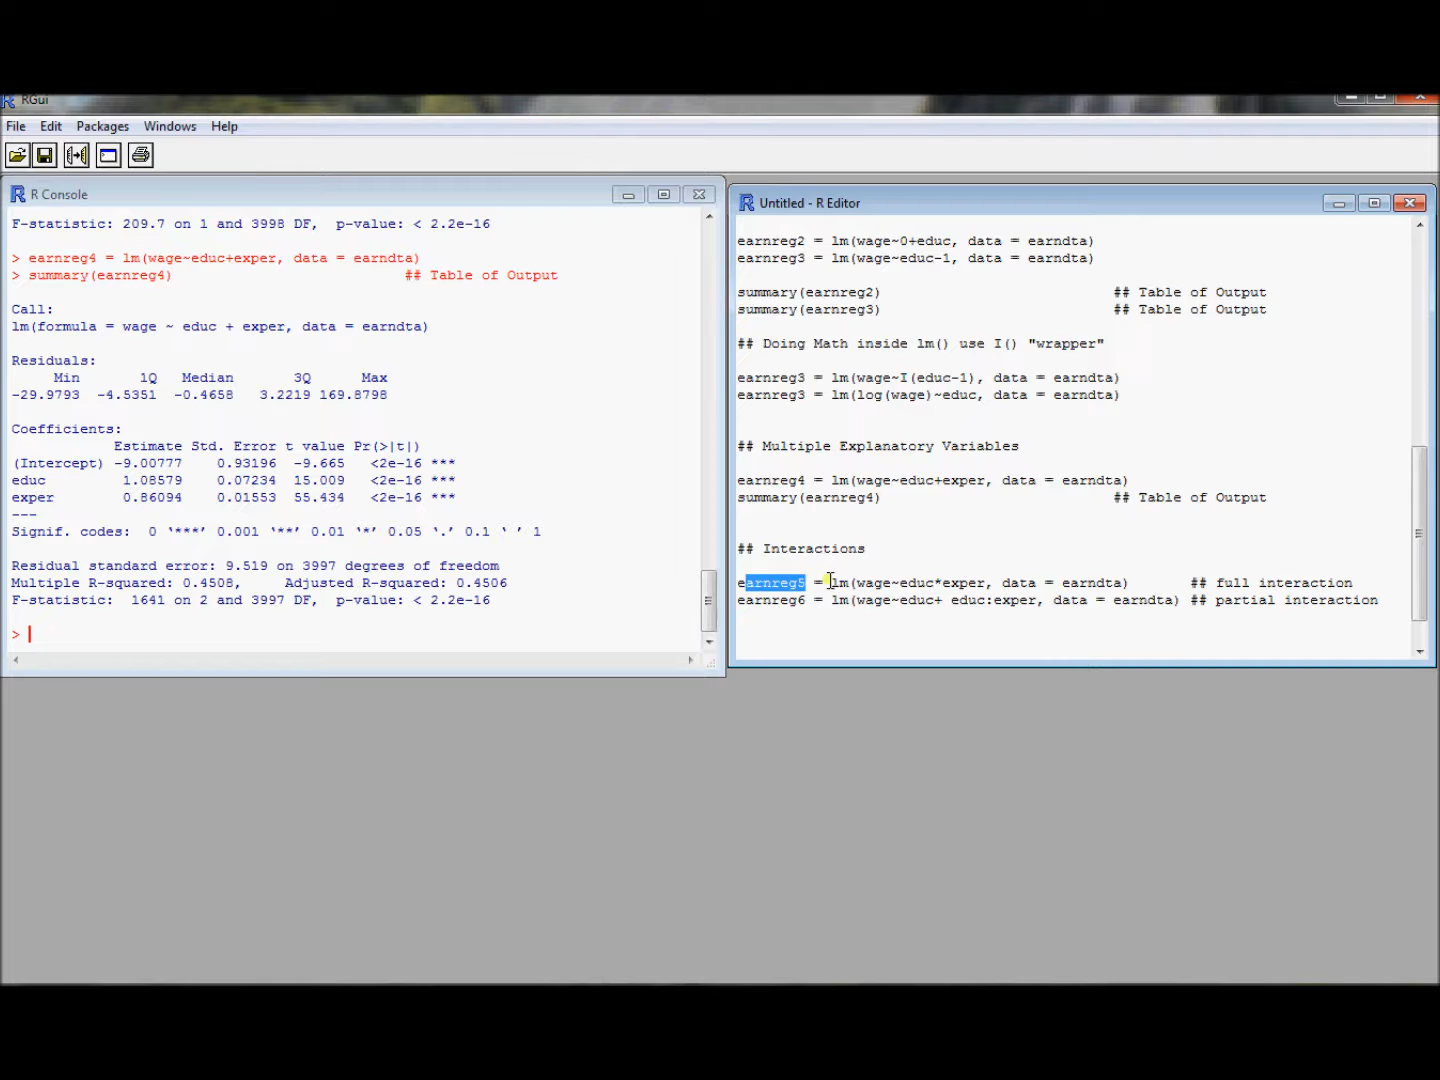 RGui
File Edit Packages Windows Help
R Console
F-statistic: 209.7 on 1 and 3998 DF,  p-value: < 2.2e-16
> earnreg4 = lm(wage~educ+exper, data = earndta)
> summary(earnreg4)                            ## Table of Output
Call:
lm(formula = wage ~ educ + exper, data = earndta)
Residuals:
     Min       1Q   Median       3Q      Max
-29.9793  -4.5351  -0.4658   3.2219 169.8798
Coefficients:
            Estimate Std. Error t value Pr(>|t|)
(Intercept) -9.00777    0.93196  -9.665   <2e-16 ***
educ         1.08579    0.07234  15.009   <2e-16 ***
exper        0.86094    0.01553  55.434   <2e-16 ***
---
Signif. codes:  0 ‘***’ 0.001 ‘**’ 0.01 ‘*’ 0.05 ‘.’ 0.1 ‘ ’ 1
Residual standard error: 9.519 on 3997 degrees of freedom
Multiple R-squared: 0.4508,     Adjusted R-squared: 0.4506
F-statistic:  1641 on 2 and 3997 DF,  p-value: < 2.2e-16
>
Untitled - R Editor
earnreg2 = lm(wage~0+educ, data = earndta)
earnreg3 = lm(wage~educ-1, data = earndta)
summary(earnreg2)                            ## Table of Output
summary(earnreg3)                            ## Table of Output
## Doing Math inside lm() use I() "wrapper"
earnreg3 = lm(wage~I(educ-1), data = earndta)
earnreg3 = lm(log(wage)~educ, data = earndta)
## Multiple Explanatory Variables
earnreg4 = lm(wage~educ+exper, data = earndta)
summary(earnreg4)                            ## Table of Output
## Interactions
earnreg5 = lm(wage~educ*exper, data = earndta)       ## full interaction
earnreg6 = lm(wage~educ+ educ:exper, data = earndta) ## partial interaction